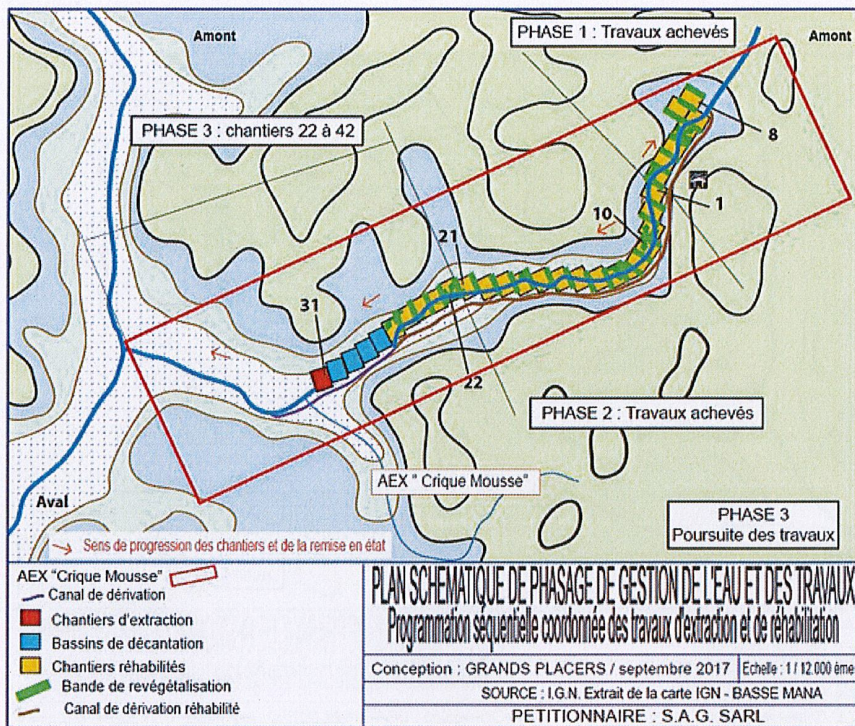 Amont
PHASE 1 : Travaux achevés
Amont
PHASE 3 : chantiers 22 à 42
8
1
10
21
31
22
PHASE 2 : Travaux achevés
AEX " Crique Mousse"
Aval
PHASE 3
Poursuite des travaux
Sens de progression des chantiers et de la remise en état
AEX "Crique Mousse"
Canal de dérivation
Chantiers d'extraction
Bassins de décantation
Chantiers réhabilités
Bande de revégétalisation
Canal de dérivation réhabilité
PLAN SCHEMATIQUE DE PHASAGE DE GESTION DE L'EAU ET DES TRAVAUX
Programmation séquentielle coordonnée des travaux d'extraction et de réhabilitation
Conception : GRANDS PLACERS / septembre 2017
Echelle : 1 / 12.000 ème
SOURCE : I.G.N. Extrait de la carte IGN - BASSE MANA
PETITIONNAIRE : S.A.G. SARL